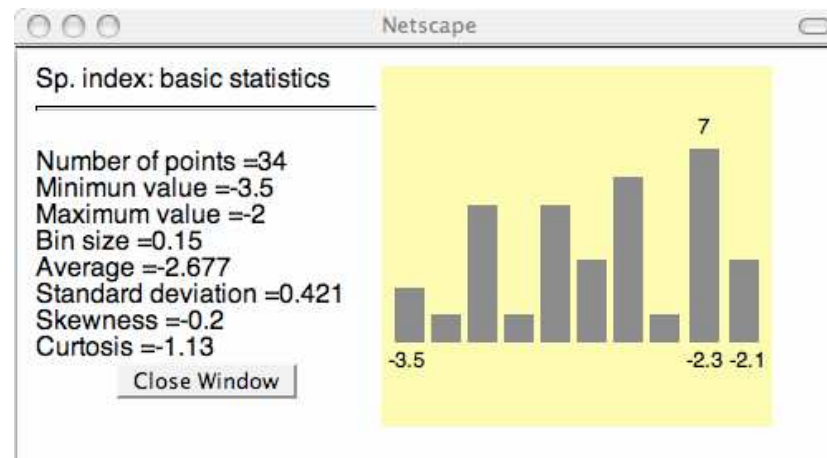 Netscape
Sp. index: basic statistics
Number of points =34
Minimun value =-3.5
Maximum value =-2
Bin size =0.15
Average =-2.677
Standard deviation =0.421
Skewness =-0.2
Curtosis =-1.13
Close Window
7
-3.5
-2.3 -2.1